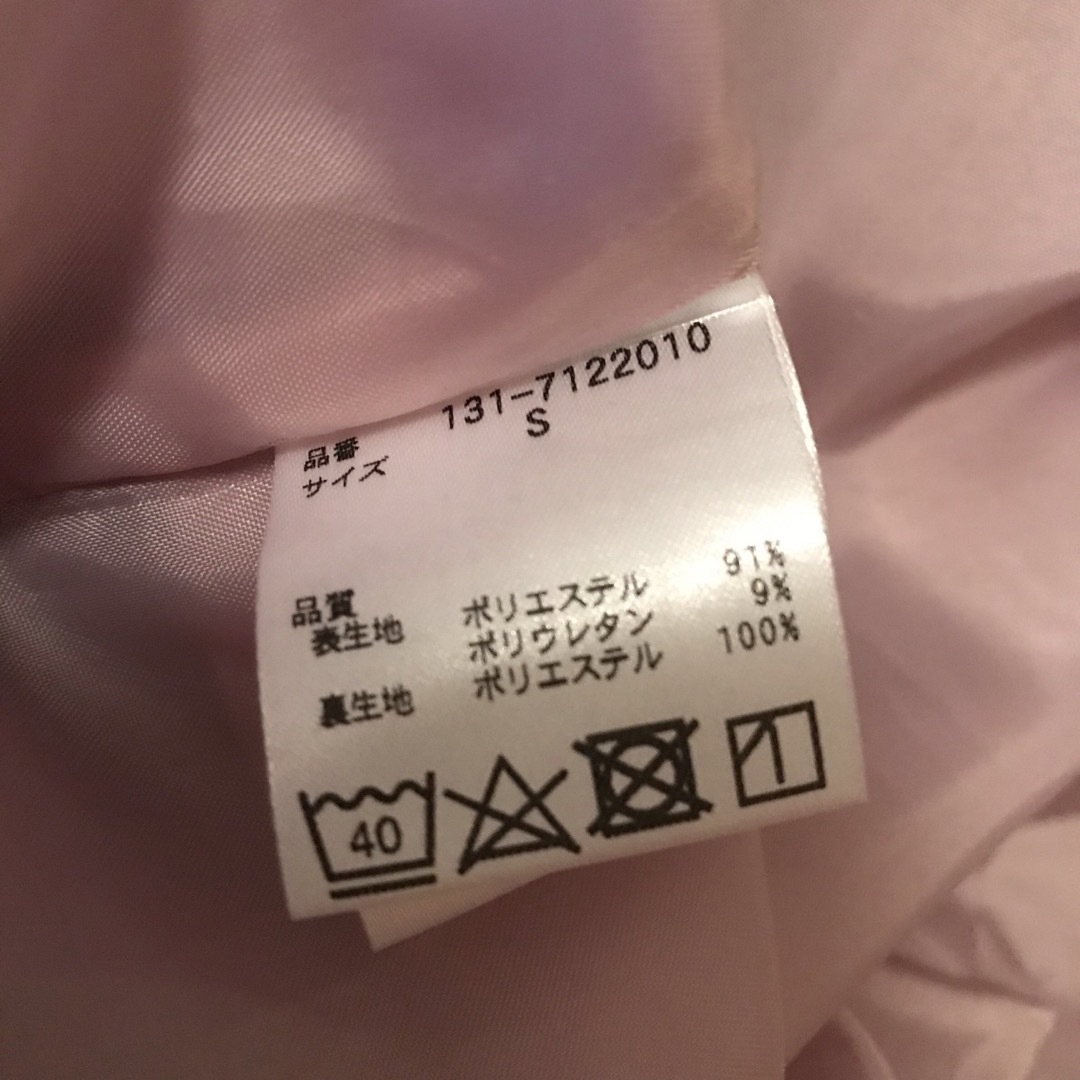 品番 131-7122010
サイズ S
品質
表生地 ポリエステル 91%
ポリウレタン 9%
裏生地 ポリエステル 100%
40